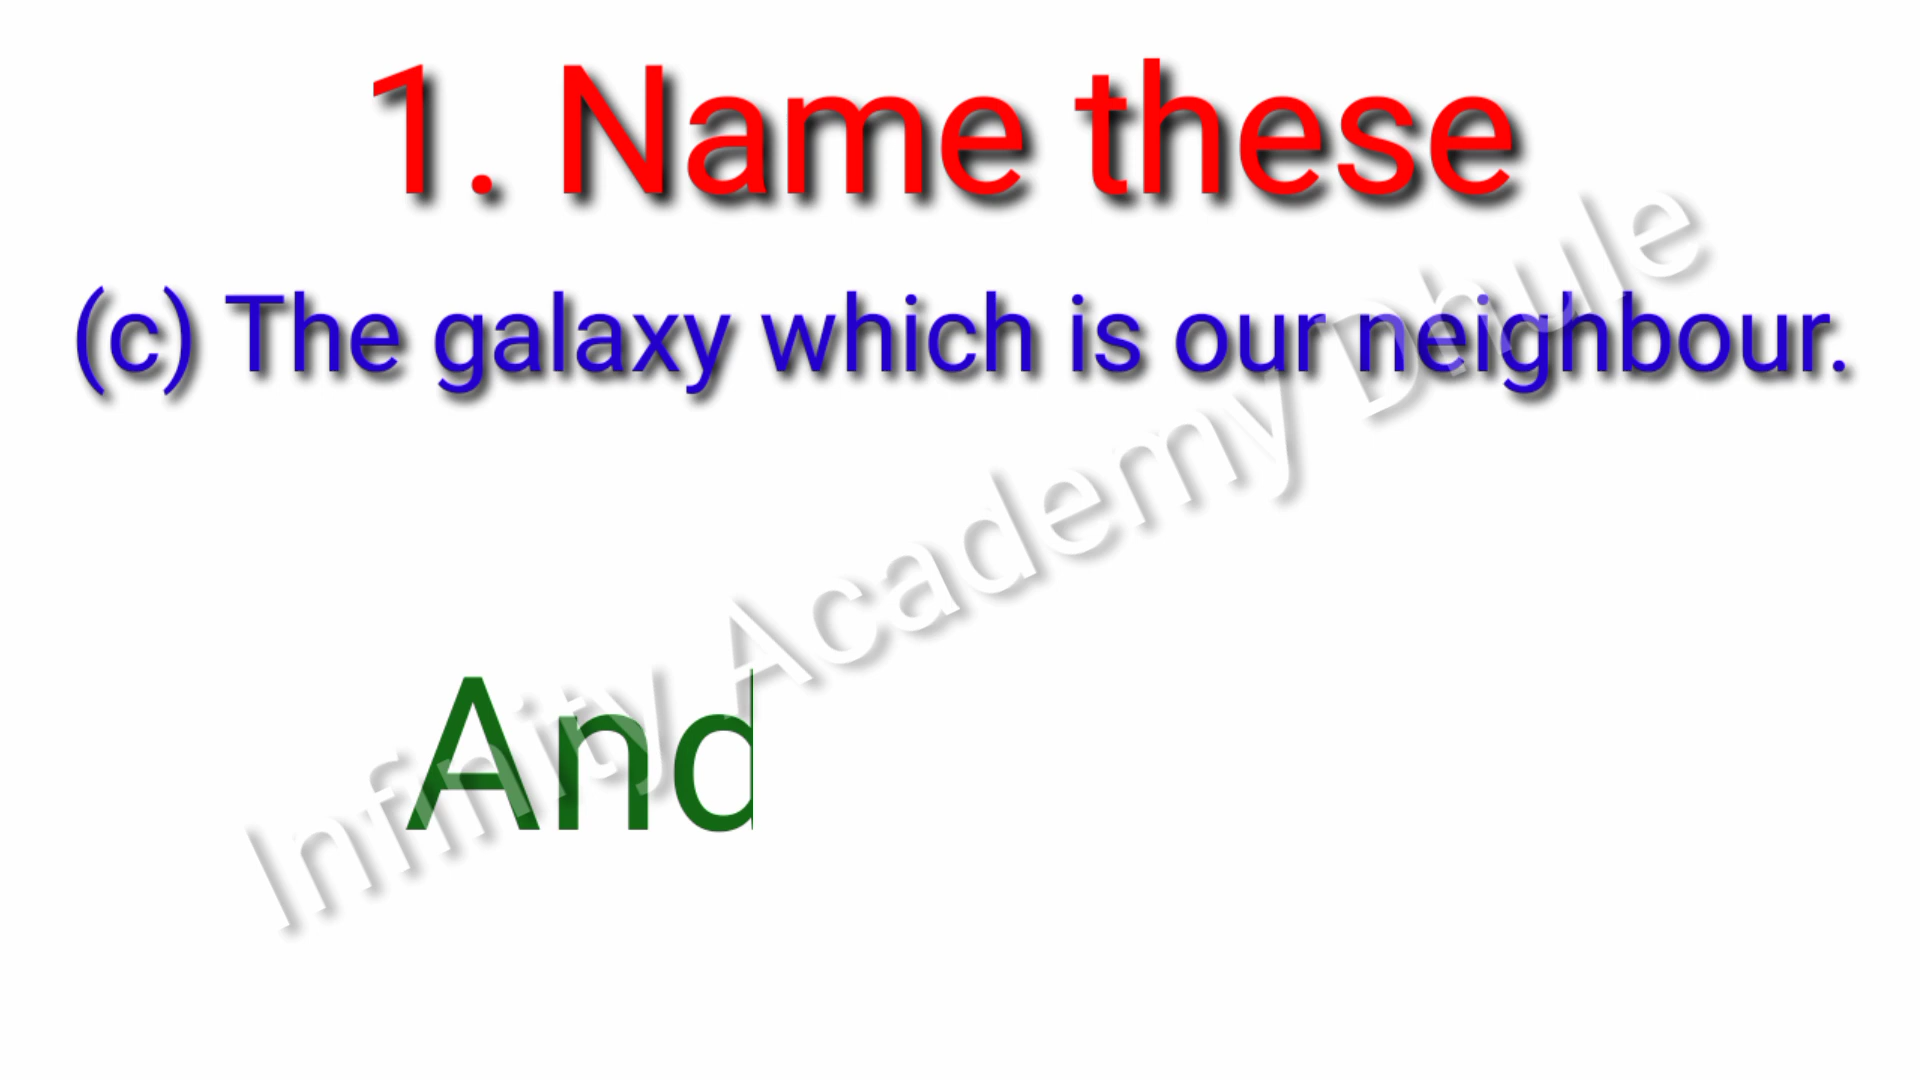 1. Name these
(c) The galaxy which is our neighbour.
And
Infinity Academy Dhule